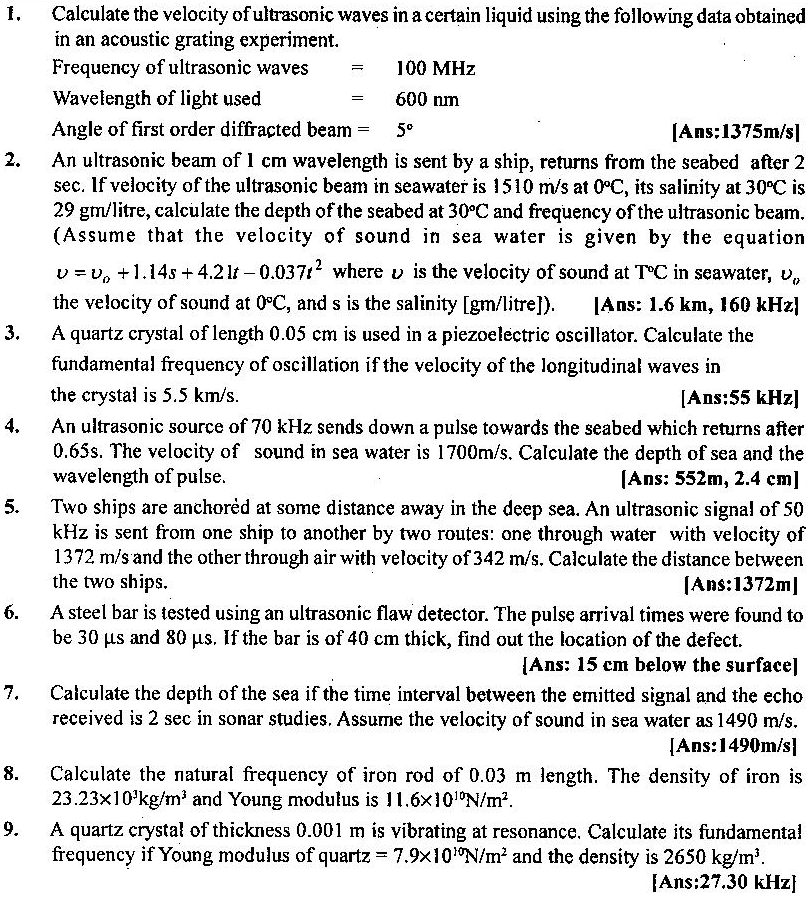 1. Calculate the velocity of ultrasonic waves in a certain liquid using the following data obtained
in an acoustic grating experiment.
Frequency of ultrasonic waves = 100 MHz
Wavelength of light used = 600 nm
Angle of first order diffracted beam = 5° [Ans:1375m/s]
2. An ultrasonic beam of 1 cm wavelength is sent by a ship, returns from the seabed after 2
sec. If velocity of the ultrasonic beam in seawater is 1510 m/s at 0°C, its salinity at 30°C is
29 gm/litre, calculate the depth of the seabed at 30°C and frequency of the ultrasonic beam.
(Assume that the velocity of sound in sea water is given by the equation
υ = υ₀ + 1.14s + 4.21t − 0.037t² where υ is the velocity of sound at T°C in seawater, υ₀
the velocity of sound at 0°C, and s is the salinity [gm/litre]). [Ans: 1.6 km, 160 kHz]
3. A quartz crystal of length 0.05 cm is used in a piezoelectric oscillator. Calculate the
fundamental frequency of oscillation if the velocity of the longitudinal waves in
the crystal is 5.5 km/s. [Ans:55 kHz]
4. An ultrasonic source of 70 kHz sends down a pulse towards the seabed which returns after
0.65s. The velocity of sound in sea water is 1700m/s. Calculate the depth of sea and the
wavelength of pulse. [Ans: 552m, 2.4 cm]
5. Two ships are anchored at some distance away in the deep sea. An ultrasonic signal of 50
kHz is sent from one ship to another by two routes: one through water with velocity of
1372 m/s and the other through air with velocity of 342 m/s. Calculate the distance between
the two ships. [Ans:1372m]
6. A steel bar is tested using an ultrasonic flaw detector. The pulse arrival times were found to
be 30 μs and 80 μs. If the bar is of 40 cm thick, find out the location of the defect.
[Ans: 15 cm below the surface]
7. Calculate the depth of the sea if the time interval between the emitted signal and the echo
received is 2 sec in sonar studies. Assume the velocity of sound in sea water as 1490 m/s.
[Ans:1490m/s]
8. Calculate the natural frequency of iron rod of 0.03 m length. The density of iron is
23.23x10³kg/m³ and Young modulus is 11.6×10¹⁰N/m².
9. A quartz crystal of thickness 0.001 m is vibrating at resonance. Calculate its fundamental
frequency if Young modulus of quartz = 7.9×10¹⁰N/m² and the density is 2650 kg/m³.
[Ans:27.30 kHz]